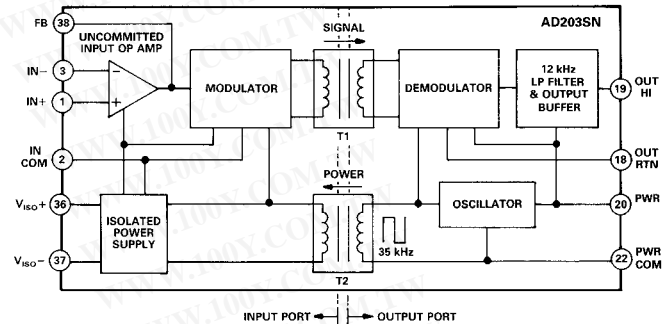 FB 38
UNCOMMITTED
INPUT OP AMP
SIGNAL
AD203SN
IN– 3
–
IN+ 1
+
MODULATOR
T1
DEMODULATOR
12 kHz
LP FILTER
& OUTPUT
BUFFER
19 OUT
HI
IN
COM
2
18 OUT
RTN
POWER
VISO+ 36
ISOLATED
POWER
SUPPLY
OSCILLATOR
20 PWR
35 kHz
VISO– 37
T2
22 PWR
COM
INPUT PORT
OUTPUT PORT
WWW.100Y.COM.TW